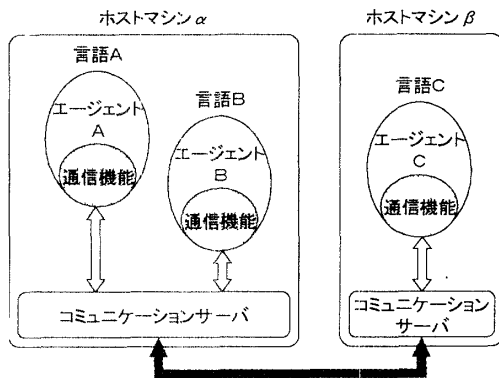 ホストマシンα
言語A
エージェント
A
通信機能
言語B
エージェント
B
通信機能
コミュニケーションサーバ
ホストマシンβ
言語C
エージェント
C
通信機能
コミュニケーション
サーバ